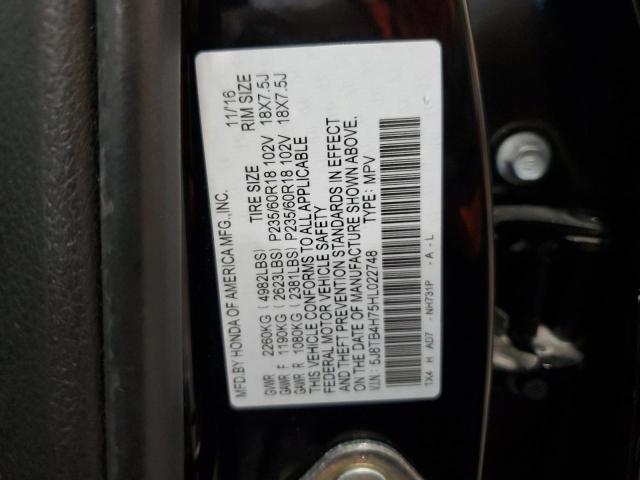 MFD.BY HONDA OF AMERICA MFG.,INC. 11/'16
TIRE SIZE RIM SIZE
GVWR 2260KG (4982LBS)
GAWR F 1190KG (2623LBS) P235/60R18 102V 18X7.5J
GAWR R 1080KG (2381LBS) P235/60R18 102V 18X7.5J
THIS VEHICLE CONFORMS TO ALL APPLICABLE
FEDERAL MOTOR VEHICLE SAFETY
AND THEFT PREVENTION STANDARDS IN EFFECT
ON THE DATE OF MANUFACTURE SHOWN ABOVE.
V.I.N.: 5J8TB4H75HL022748 TYPE: MPV
TX4 H AD7 - NH731P - A - L